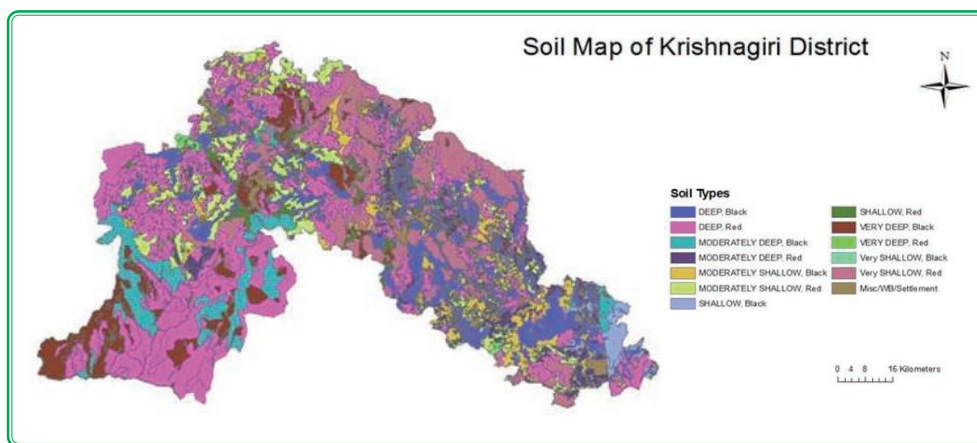 Soil Map of Krishnagiri District
N
Soil Types
DEEP, Black
DEEP, Red
MODERATELY DEEP, Black
MODERATELY DEEP, Red
MODERATELY SHALLOW, Black
MODERATELY SHALLOW, Red
SHALLOW, Black
SHALLOW, Red
VERY DEEP, Black
VERY DEEP, Red
Very SHALLOW, Black
Very SHALLOW, Red
Misc/WB/Settlement
0 4 8 16 Kilometers